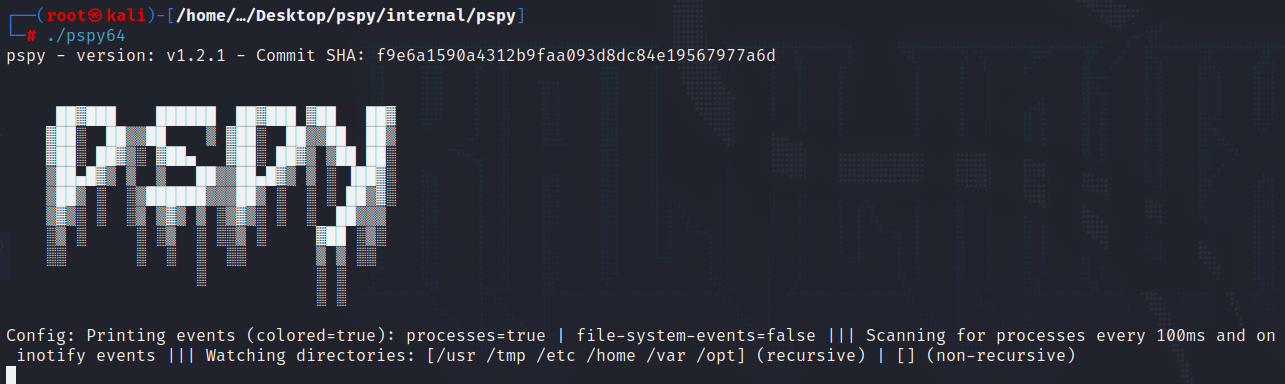 ┌──(root㉿kali)-[/home/…/Desktop/pspy/internal/pspy]
└─# ./pspy64
pspy - version: v1.2.1 - Commit SHA: f9e6a1590a4312b9faa093d8dc84e19567977a6d
PSPY
Config: Printing events (colored=true): processes=true | file-system-events=false ||| Scanning for processes every 100ms and on
inotify events ||| Watching directories: [/usr /tmp /etc /home /var /opt] (recursive) | [] (non-recursive)